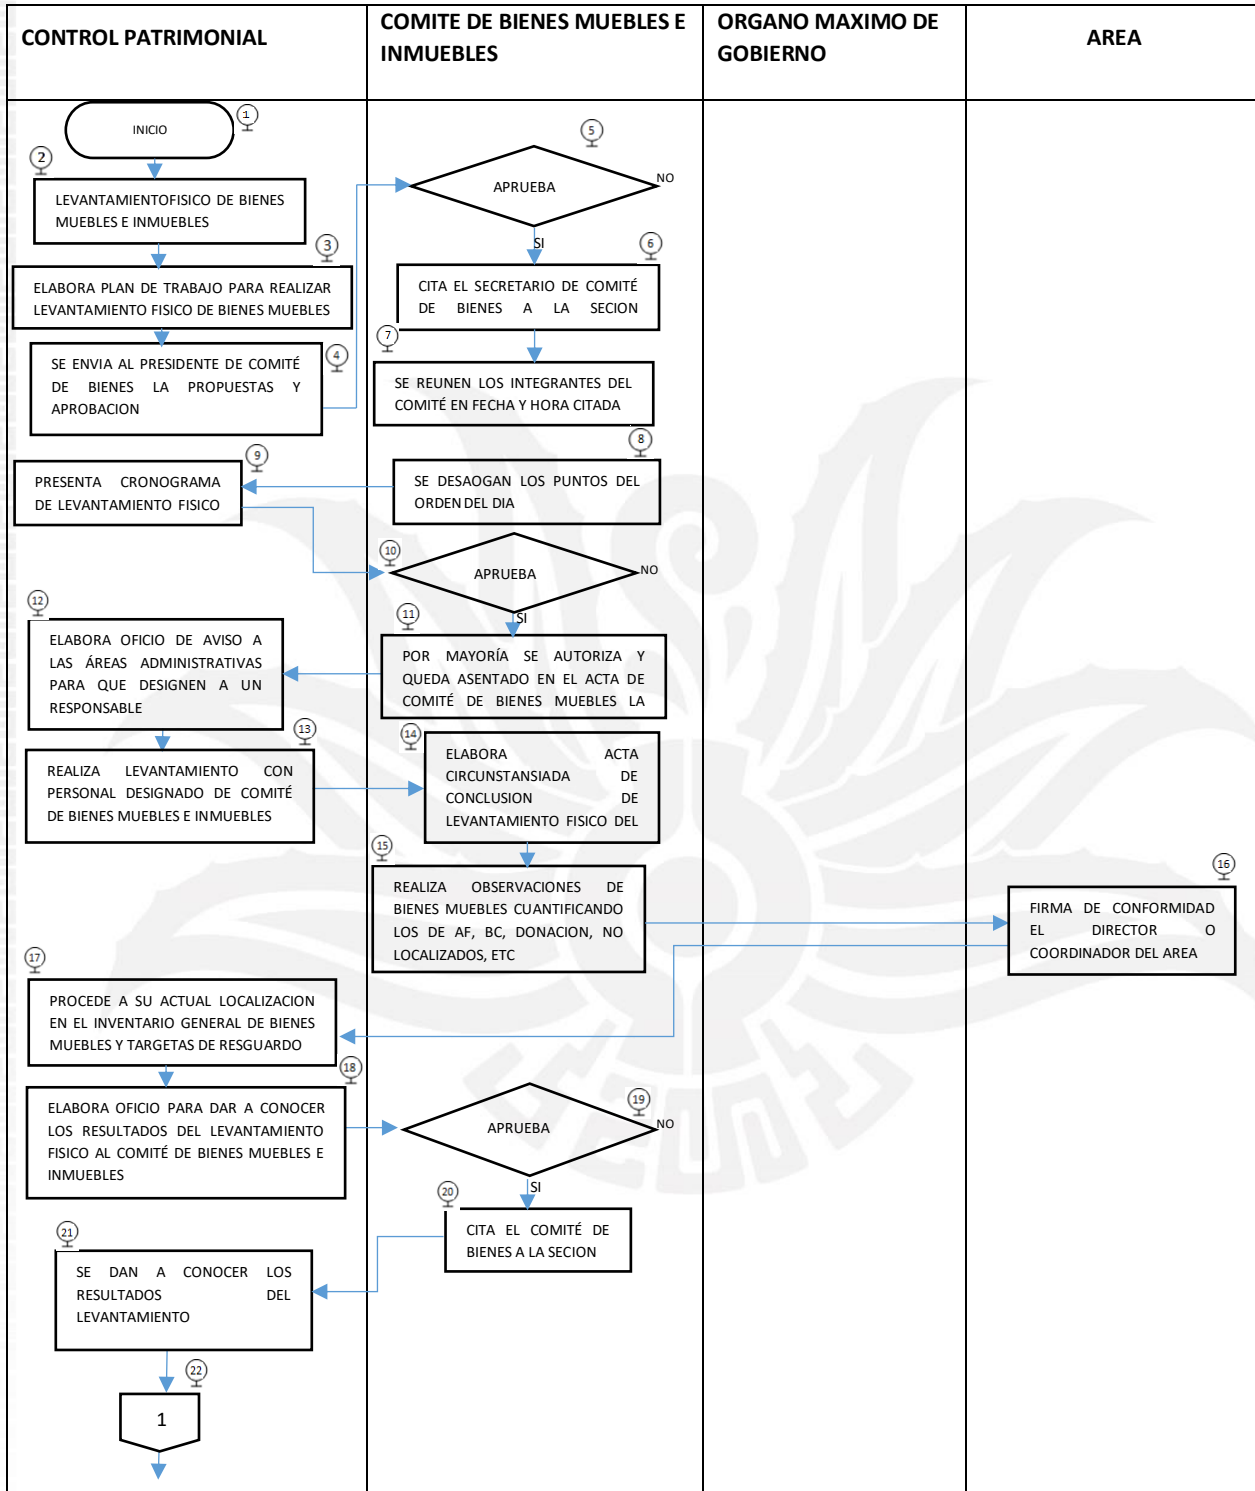 CONTROL PATRIMONIAL
COMITE DE BIENES MUEBLES E
INMUEBLES
ORGANO MAXIMO DE
GOBIERNO
AREA
1
INICIO
2
LEVANTAMIENTOFISICO DE BIENES
MUEBLES E INMUEBLES
3
ELABORA PLAN DE TRABAJO PARA REALIZAR
LEVANTAMIENTO FISICO DE BIENES MUEBLES
4
SE ENVIA AL PRESIDENTE DE COMITÉ
DE BIENES LA PROPUESTAS Y
APROBACION
5
APRUEBA
NO
SI
6
CITA EL SECRETARIO DE COMITÉ
DE BIENES A LA SECION
7
SE REUNEN LOS INTEGRANTES DEL
COMITÉ EN FECHA Y HORA CITADA
8
SE DESAOGAN LOS PUNTOS DEL
ORDEN DEL DIA
9
PRESENTA CRONOGRAMA
DE LEVANTAMIENTO FISICO
10
APRUEBA
NO
SI
11
POR MAYORÍA SE AUTORIZA Y
QUEDA ASENTADO EN EL ACTA DE
COMITÉ DE BIENES MUEBLES LA
12
ELABORA OFICIO DE AVISO A
LAS ÁREAS ADMINISTRATIVAS
PARA QUE DESIGNEN A UN
RESPONSABLE
13
REALIZA LEVANTAMIENTO CON
PERSONAL DESIGNADO DE COMITÉ
DE BIENES MUEBLES E INMUEBLES
14
ELABORA ACTA
CIRCUNSTANSIADA DE
CONCLUSION DE
LEVANTAMIENTO FISICO DEL
15
REALIZA OBSERVACIONES DE
BIENES MUEBLES CUANTIFICANDO
LOS DE AF, BC, DONACION, NO
LOCALIZADOS, ETC
16
FIRMA DE CONFORMIDAD
EL DIRECTOR O
COORDINADOR DEL AREA
17
PROCEDE A SU ACTUAL LOCALIZACION
EN EL INVENTARIO GENERAL DE BIENES
MUEBLES Y TARGETAS DE RESGUARDO
18
ELABORA OFICIO PARA DAR A CONOCER
LOS RESULTADOS DEL LEVANTAMIENTO
FISICO AL COMITÉ DE BIENES MUEBLES E
INMUEBLES
19
APRUEBA
NO
SI
20
CITA EL COMITÉ DE
BIENES A LA SECION
21
SE DAN A CONOCER LOS
RESULTADOS DEL
LEVANTAMIENTO
22
1